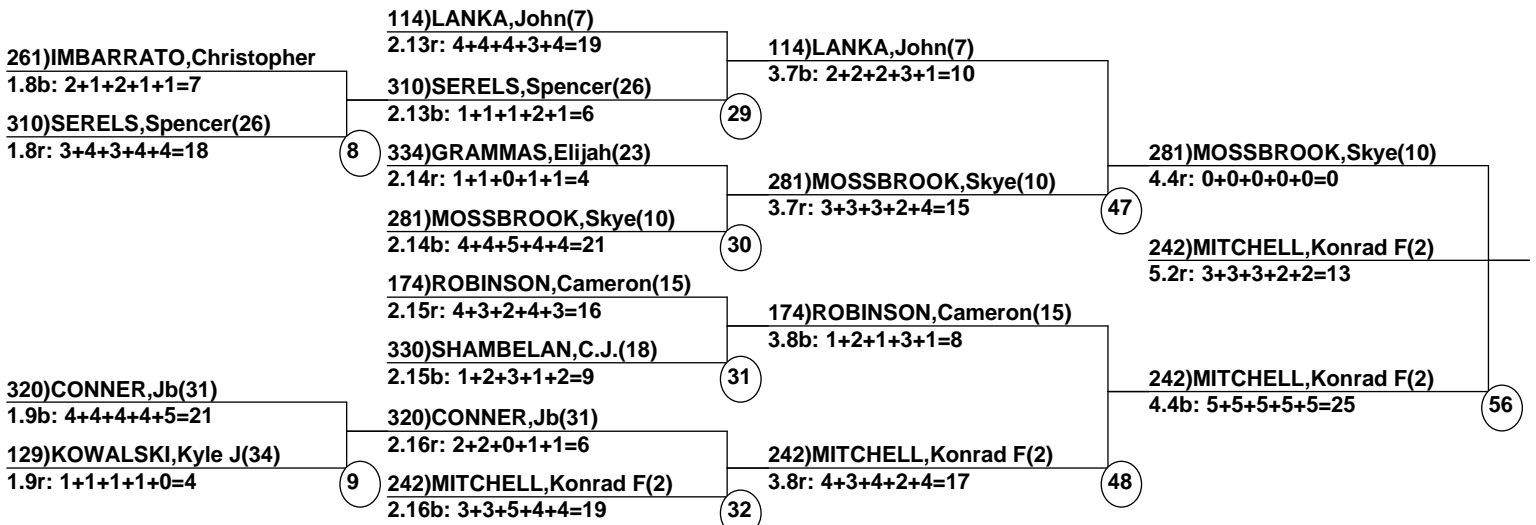 261)IMBARRATO,Christopher
1.8b: 2+1+2+1+1=7
310)SERELS,Spencer(26)
1.8r: 3+4+3+4+4=18
8
320)CONNER,Jb(31)
1.9b: 4+4+4+4+5=21
129)KOWALSKI,Kyle J(34)
1.9r: 1+1+1+1+0=4
9
114)LANKA,John(7)
2.13r: 4+4+4+3+4=19
310)SERELS,Spencer(26)
2.13b: 1+1+1+2+1=6
29
334)GRAMMAS,Elijah(23)
2.14r: 1+1+0+1+1=4
281)MOSSBROOK,Skye(10)
2.14b: 4+4+5+4+4=21
30
174)ROBINSON,Cameron(15)
2.15r: 4+3+2+4+3=16
330)SHAMBELAN,C.J.(18)
2.15b: 1+2+3+1+2=9
31
320)CONNER,Jb(31)
2.16r: 2+2+0+1+1=6
242)MITCHELL,Konrad F(2)
2.16b: 3+3+5+4+4=19
32
114)LANKA,John(7)
3.7b: 2+2+2+3+1=10
281)MOSSBROOK,Skye(10)
3.7r: 3+3+3+2+4=15
47
174)ROBINSON,Cameron(15)
3.8b: 1+2+1+3+1=8
242)MITCHELL,Konrad F(2)
3.8r: 4+3+4+2+4=17
48
281)MOSSBROOK,Skye(10)
4.4r: 0+0+0+0+0=0
242)MITCHELL,Konrad F(2)
5.2r: 3+3+3+2+2=13
242)MITCHELL,Konrad F(2)
4.4b: 5+5+5+5+5=25
56